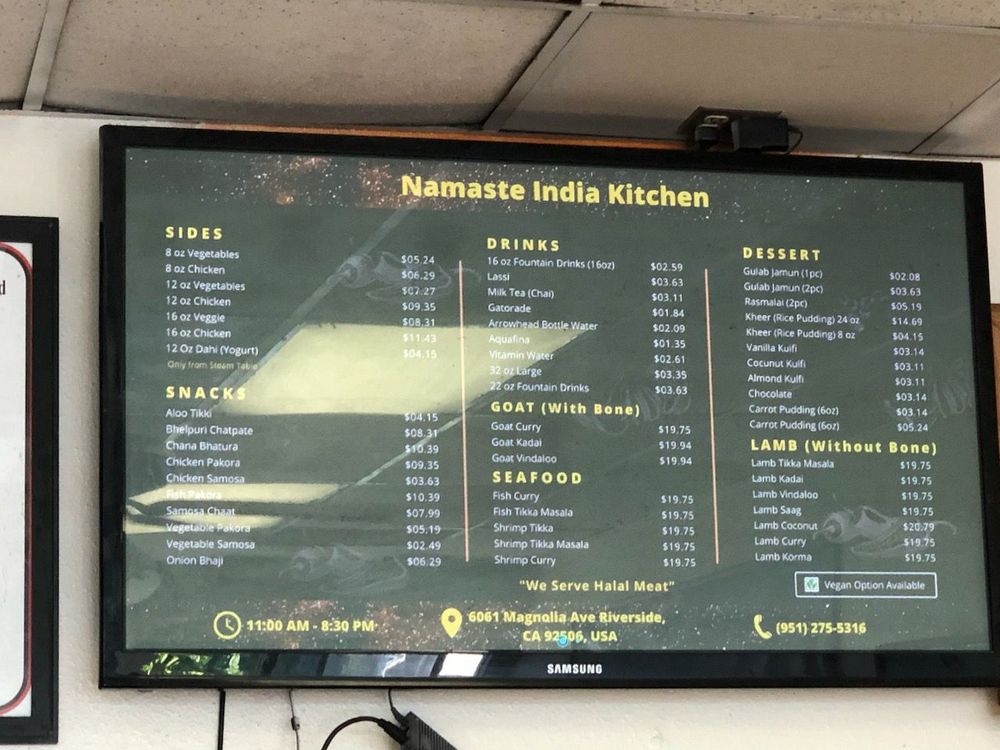 Namaste India Kitchen
SIDES
8 oz Vegetables $05.24
8 oz Chicken $06.29
12 oz Vegetables $07.27
12 oz Chicken $09.35
16 oz Veggie $08.31
16 oz Chicken $11.43
12 Oz Dahi (Yogurt) $04.15
Only from Steam Table
SNACKS
Aloo Tikki $04.15
Bhelpuri Chatpate $08.31
Chana Bhatura $10.39
Chicken Pakora $09.35
Chicken Samosa $03.63
Fish Pakora $10.39
Samosa Chaat $07.99
Vegetable Pakora $05.19
Vegetable Samosa $02.49
Onion Bhaji $06.29
DRINKS
16 oz Fountain Drinks (16oz) $02.59
Lassi $03.63
Milk Tea (Chai) $03.11
Gatorade $01.84
Arrowhead Bottle Water $02.09
Aquafina $01.35
Vitamin Water $02.61
32 oz Large $03.35
22 oz Fountain Drinks $03.63
GOAT (With Bone)
Goat Curry $19.75
Goat Kadai $19.94
Goat Vindaloo $19.94
SEAFOOD
Fish Curry $19.75
Fish Tikka Masala $19.75
Shrimp Tikka $19.75
Shrimp Tikka Masala $19.75
Shrimp Curry $19.75
DESSERT
Gulab Jamun (1pc) $02.08
Gulab Jamun (2pc) $03.63
Rasmalai (2pc) $05.19
Kheer (Rice Pudding) 24 oz $14.69
Kheer (Rice Pudding) 8 oz $04.15
Vanilla Kulfi $03.14
Coconut Kulfi $03.11
Almond Kulfi $03.11
Chocolate $03.14
Carrot Pudding (6oz) $03.14
Carrot Pudding (6oz) $05.24
LAMB (Without Bone)
Lamb Tikka Masala $19.75
Lamb Kadai $19.75
Lamb Vindaloo $19.75
Lamb Saag $19.75
Lamb Coconut $20.79
Lamb Curry $19.75
Lamb Korma $19.75
"We Serve Halal Meat"
Vegan Option Available
11:00 AM - 8:30 PM
6061 Magnolia Ave Riverside,
CA 92506, USA
(951) 275-5316
SAMSUNG